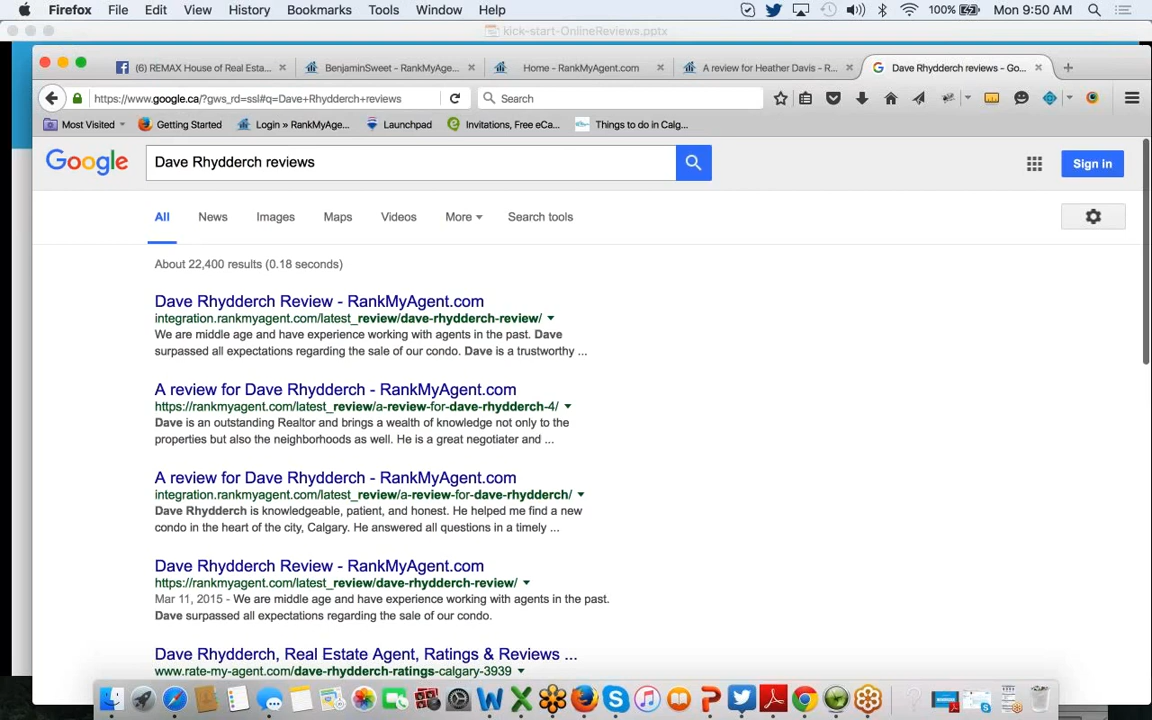 Firefox File Edit View History Bookmarks Tools Window Help 100% Mon 9:50 AM
kick-start-OnlineReviews.pptx
(6) REMAX House of Real Esta... BenjaminSweet - RankMyAge... Home - RankMyAgent.com A review for Heather Davis - R... Dave Rhydderch reviews - Go...
https://www.google.ca/?gws_rd=ssl#q=Dave+Rhydderch+reviews Search
Most Visited Getting Started Login » RankMyAge... Launchpad Invitations, Free eCa... Things to do in Calg...
Google Dave Rhydderch reviews Sign in
All News Images Maps Videos More Search tools
About 22,400 results (0.18 seconds)
Dave Rhydderch Review - RankMyAgent.com
integration.rankmyagent.com/latest_review/dave-rhydderch-review/
We are middle age and have experience working with agents in the past. Dave
surpassed all expectations regarding the sale of our condo. Dave is a trustworthy ...
A review for Dave Rhydderch - RankMyAgent.com
https://rankmyagent.com/latest_review/a-review-for-dave-rhydderch-4/
Dave is an outstanding Realtor and brings a wealth of knowledge not only to the
properties but also the neighborhoods as well. He is a great negotiater and ...
A review for Dave Rhydderch - RankMyAgent.com
integration.rankmyagent.com/latest_review/a-review-for-dave-rhydderch/
Dave Rhydderch is knowledgeable, patient, and honest. He helped me find a new
condo in the heart of the city, Calgary. He answered all questions in a timely ...
Dave Rhydderch Review - RankMyAgent.com
https://rankmyagent.com/latest_review/dave-rhydderch-review/
Mar 11, 2015 - We are middle age and have experience working with agents in the past.
Dave surpassed all expectations regarding the sale of our condo.
Dave Rhydderch, Real Estate Agent, Ratings & Reviews ...
www.rate-my-agent.com/dave-rhydderch-ratings-calgary-3939